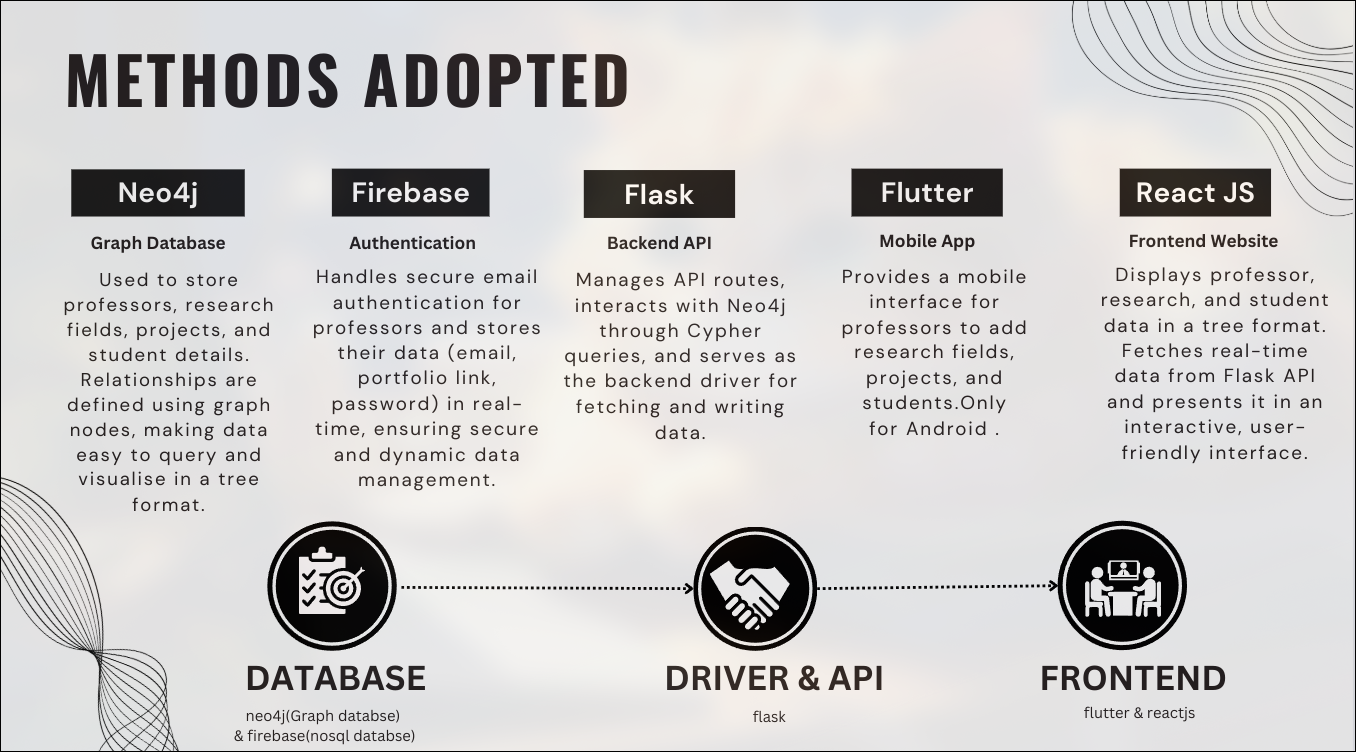 METHODS ADOPTED
Neo4j
Graph Database
Used to store
professors, research
fields, projects, and
student details.
Relationships are
defined using graph
nodes, making data
easy to query and
visualise in a tree
format.
Firebase
Authentication
Handles secure email
authentication for
professors and stores
their data (email,
portfolio link,
password) in real-
time, ensuring secure
and dynamic data
management.
Flask
Backend API
Manages API routes,
interacts with Neo4j
through Cypher
queries, and serves as
the backend driver for
fetching and writing
data.
Flutter
Mobile App
Provides a mobile
interface for
professors to add
research fields,
projects, and
students.Only
for Android .
React JS
Frontend Website
Displays professor,
research, and student
data in a tree format.
Fetches real-time
data from Flask API
and presents it in an
interactive, user-
friendly interface.
DATABASE
neo4j(Graph databse)
& firebase(nosql databse)
DRIVER & API
flask
FRONTEND
flutter & reactjs